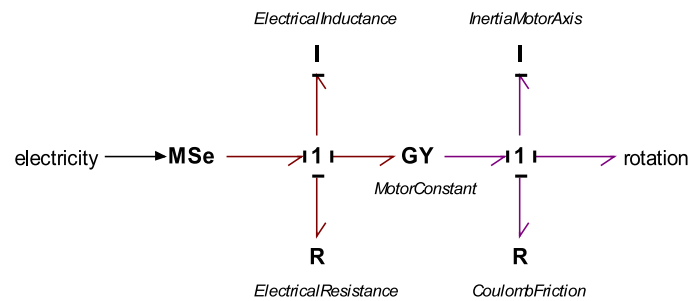 ElectricalInductance InertiaMotorAxis
I I
electricity MSe 1 GY 1 rotation
MotorConstant
R R
ElectricalResistance CoulombFriction